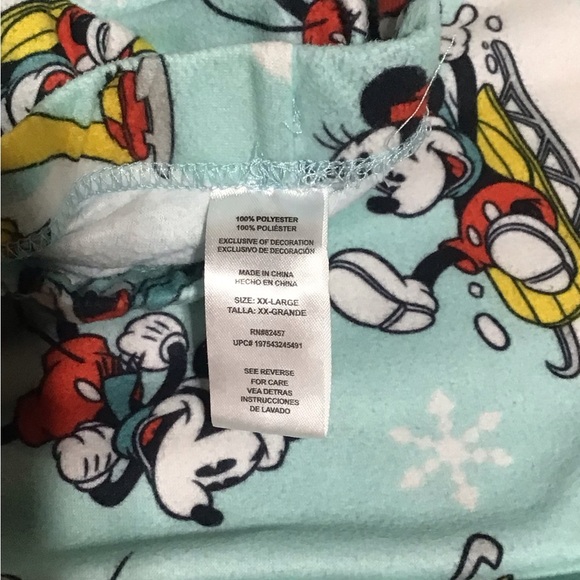 100% POLYESTER
100% POLIÉSTER
EXCLUSIVE OF DECORATION
EXCLUSIVO DE DECORACIÓN
MADE IN CHINA
HECHO EN CHINA
SIZE: XX-LARGE
TALLA: XX-GRANDE
RN#82457
UPC# 197543245491
SEE REVERSE
FOR CARE
VEA DETRAS
INSTRUCCIONES
DE LAVADO